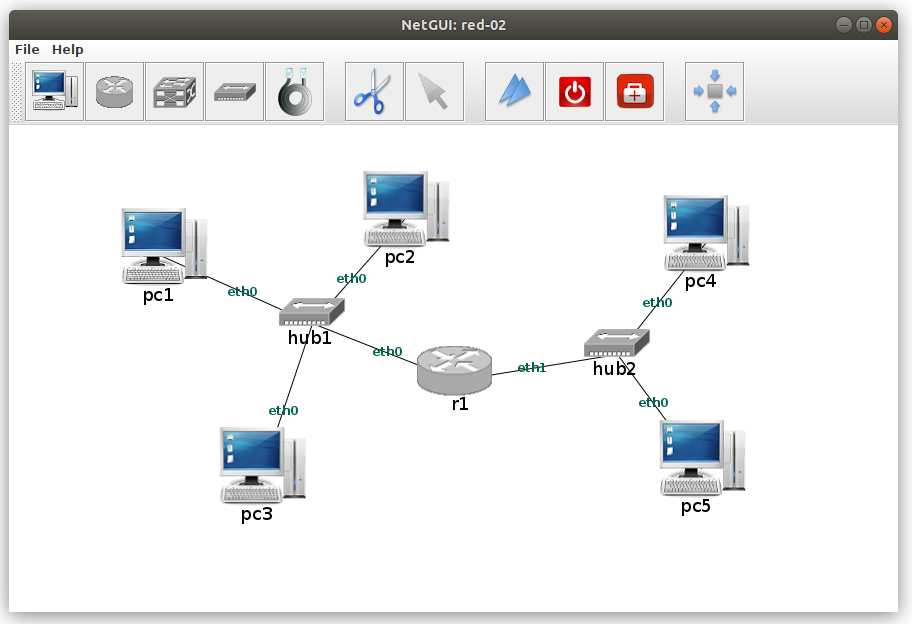 NetGUI: red-02
File Help
pc1
pc2
pc4
eth0
eth0
eth0
hub1
eth0
eth1
hub2
r1
eth0
eth0
pc3
pc5